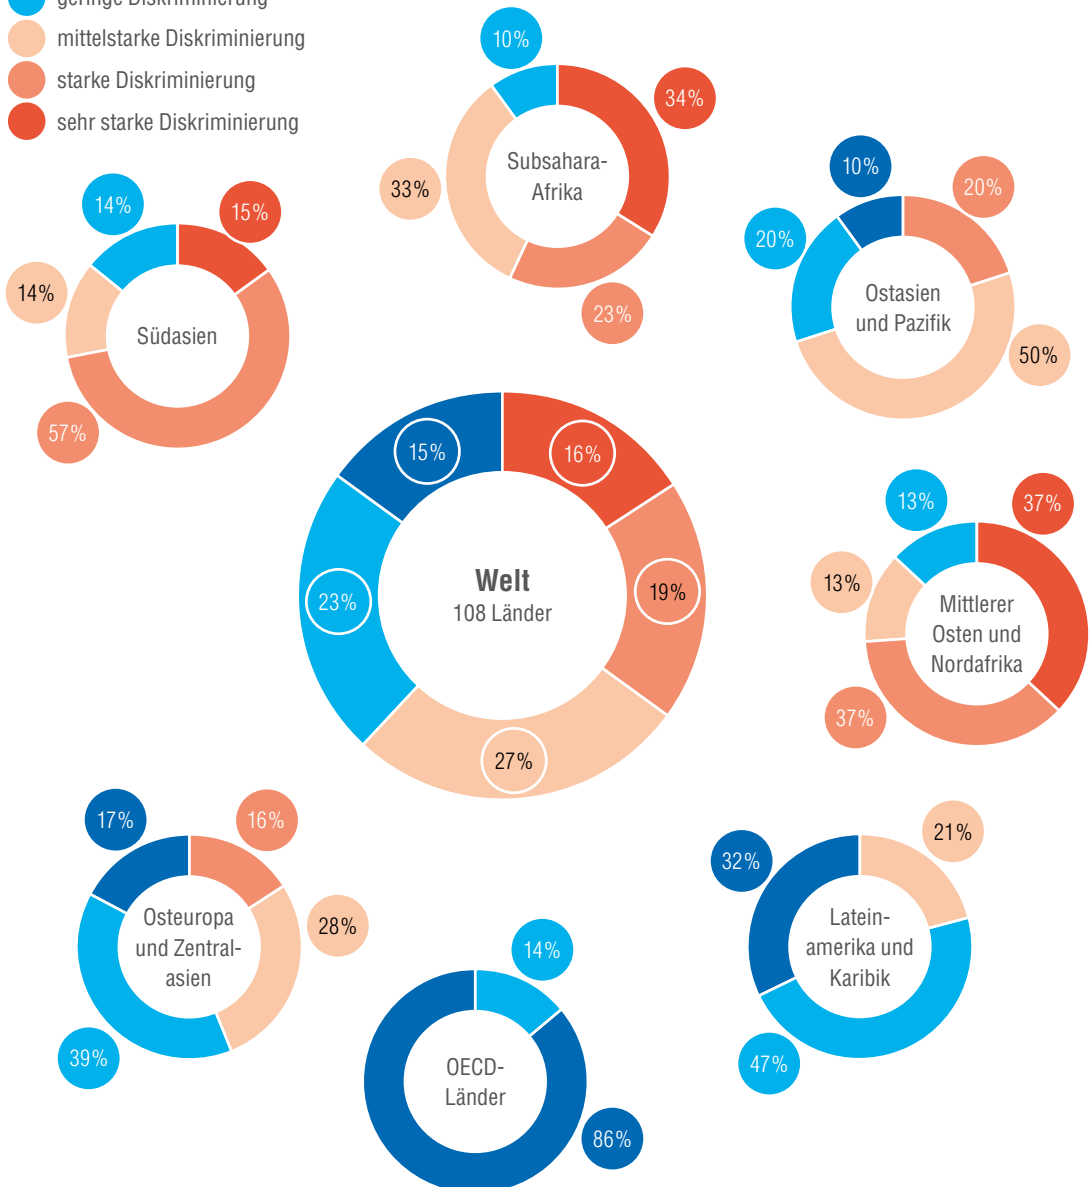 geringe Diskriminierung
mittelstarke Diskriminierung
starke Diskriminierung
sehr starke Diskriminierung
10%
34%
33%
23%
Subsahara-
Afrika
10%
20%
20%
50%
Ostasien
und Pazifik
14%
15%
14%
57%
Südasien
15%
16%
23%
19%
27%
Welt
108 Länder
13%
37%
13%
37%
Mittlerer
Osten und
Nordafrika
17%
16%
28%
39%
Osteuropa
und Zentral-
asien
14%
86%
OECD-
Länder
32%
21%
47%
Latein-
amerika und
Karibik